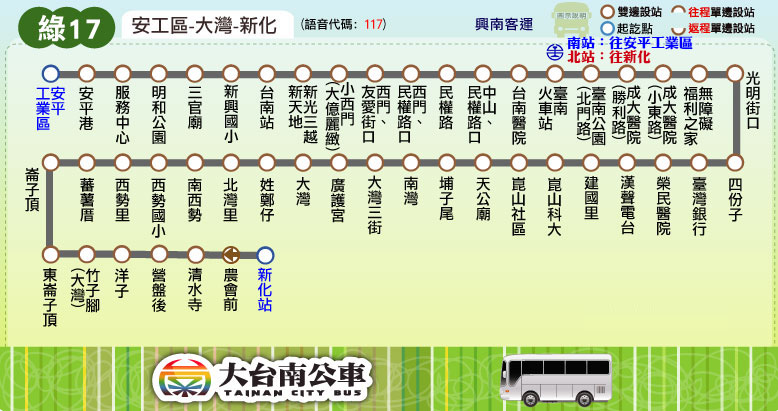 綠17
安工區-大灣-新化
(語音代碼: 117)
興南客運
圖示說明
雙邊設站
往程單邊設站
起訖點
返程單邊設站
南站:往安平工業區
北站:往新化
安平工業區
安平港
服務中心
明和公園
三官廟
新興國小
台南站
新光三越新天地
小西門(大億麗緻)
西門、友愛街口
西門、民權路口
民權路
中山、民權路口
台南醫院
臺南火車站
臺南公園(北門路)
成大醫院(勝利路)
成大醫院(小東路)
無障礙福利之家
光明街口
四份子
臺灣銀行
榮民醫院
漢聲電台
建國里
崑山科大
崑山社區
天公廟
埔子尾
南灣
大灣三街
廣護宮
大灣
姓鄭仔
北灣里
南西勢
西勢國小
西勢里
蕃薯厝
崙子頂
東崙子頂
竹子腳(大灣)
洋子
營盤後
清水寺
農會前
新化站
大台南公車
TAINAN CITY BUS